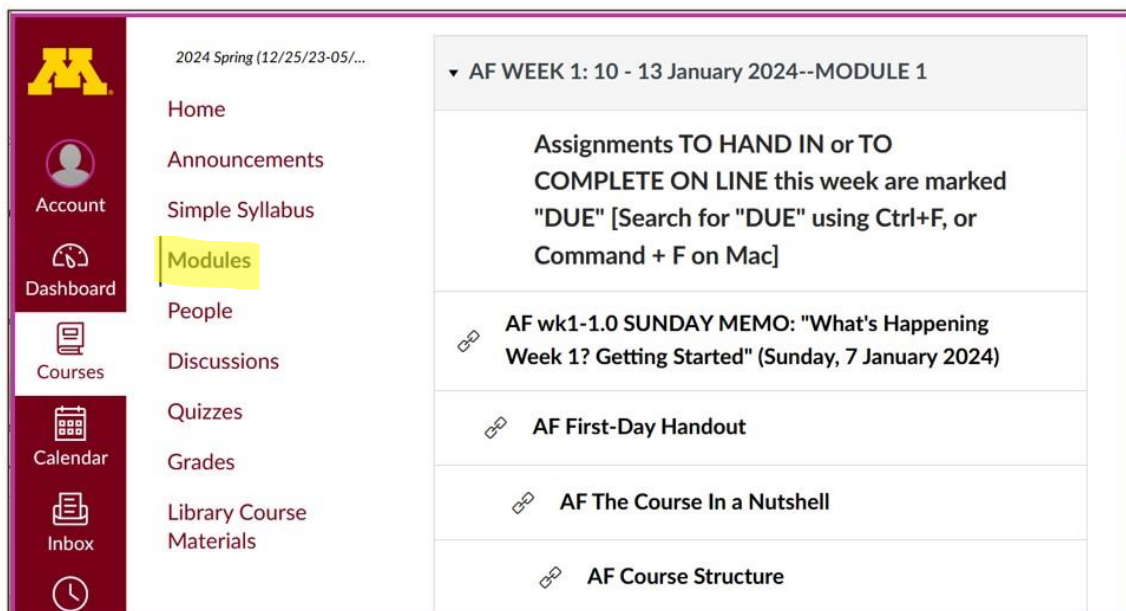 M
Account
Dashboard
Courses
Calendar
Inbox
2024 Spring (12/25/23-05/...
Home
Announcements
Simple Syllabus
Modules
People
Discussions
Quizzes
Grades
Library Course
Materials
AF WEEK 1: 10 - 13 January 2024--MODULE 1
Assignments TO HAND IN or TO
COMPLETE ON LINE this week are marked
"DUE" [Search for "DUE" using Ctrl+F, or
Command + F on Mac]
AF wk1-1.0 SUNDAY MEMO: "What's Happening
Week 1? Getting Started" (Sunday, 7 January 2024)
AF First-Day Handout
AF The Course In a Nutshell
AF Course Structure